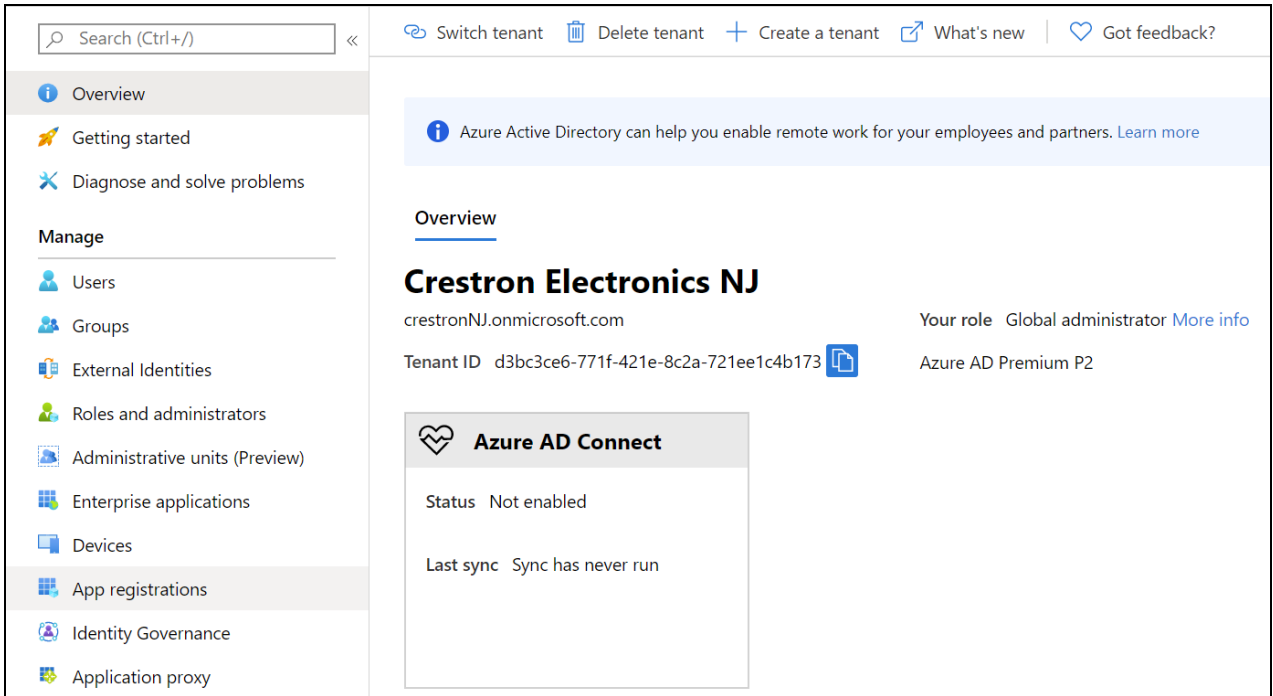 Search (Ctrl+/)
«
Overview
Getting started
Diagnose and solve problems
Manage
Users
Groups
External Identities
Roles and administrators
Administrative units (Preview)
Enterprise applications
Devices
App registrations
Identity Governance
Application proxy
Switch tenant
Delete tenant
Create a tenant
What's new
Got feedback?
Azure Active Directory can help you enable remote work for your employees and partners. Learn more
Overview
Crestron Electronics NJ
crestronNJ.onmicrosoft.com
Your role Global administrator More info
Tenant ID d3bc3ce6-771f-421e-8c2a-721ee1c4b173
Azure AD Premium P2
Azure AD Connect
Status Not enabled
Last sync Sync has never run